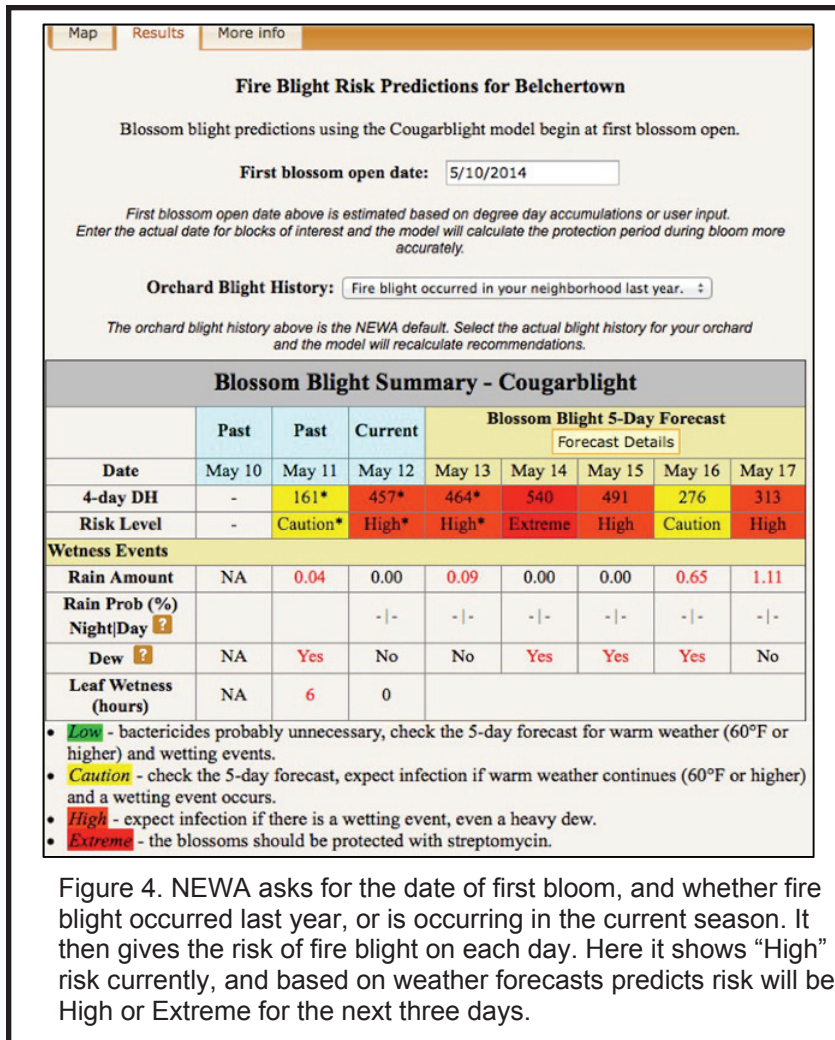 Map Results More info
Fire Blight Risk Predictions for Belchertown
Blossom blight predictions using the Cougarblight model begin at first blossom open.
First blossom open date: 5/10/2014
First blossom open date above is estimated based on degree day accumulations or user input.
Enter the actual date for blocks of interest and the model will calculate the protection period during bloom more
accurately.
Orchard Blight History: Fire blight occurred in your neighborhood last year.
The orchard blight history above is the NEWA default. Select the actual blight history for your orchard
and the model will recalculate recommendations.
Blossom Blight Summary - Cougarblight
Past Past Current Blossom Blight 5-Day Forecast
Forecast Details
Date May 10 May 11 May 12 May 13 May 14 May 15 May 16 May 17
4-day DH - 161* 457* 464* 540 491 276 313
Risk Level - Caution* High* High* Extreme High Caution High
Wetness Events
Rain Amount NA 0.04 0.00 0.09 0.00 0.00 0.65 1.11
Rain Prob (%)
Night|Day ? -|- -|- -|- -|- -|- -|-
Dew ? NA Yes No No Yes Yes Yes No
Leaf Wetness
(hours) NA 6 0
• Low - bactericides probably unnecessary, check the 5-day forecast for warm weather (60°F or
higher) and wetting events.
• Caution - check the 5-day forecast, expect infection if warm weather continues (60°F or higher)
and a wetting event occurs.
• High - expect infection if there is a wetting event, even a heavy dew.
• Extreme - the blossoms should be protected with streptomycin.
Figure 4. NEWA asks for the date of first bloom, and whether fire
blight occurred last year, or is occurring in the current season. It
then gives the risk of fire blight on each day. Here it shows “High”
risk currently, and based on weather forecasts predicts risk will be
High or Extreme for the next three days.